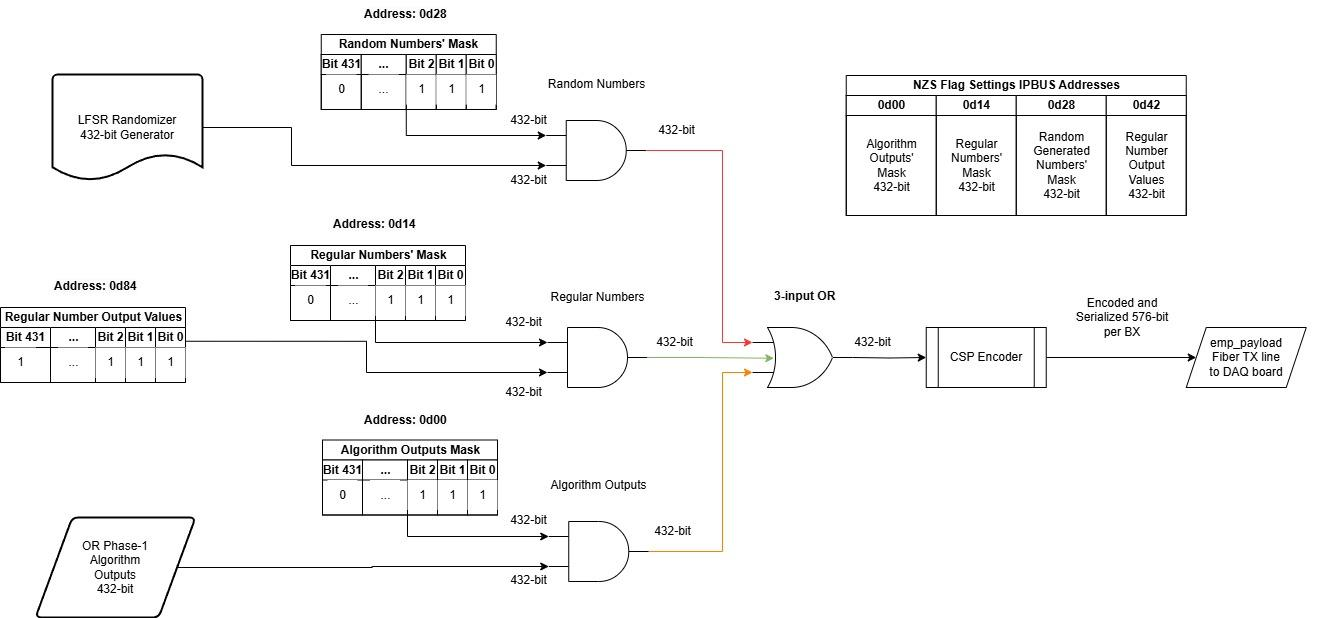 Address: 0d28
Random Numbers' Mask
Bit 431 ... Bit 2 Bit 1 Bit 0
0 ... 1 1 1
LFSR Randomizer
432-bit Generator
Random Numbers
432-bit
432-bit
432-bit
NZS Flag Settings IPBUS Addresses
0d00 0d14 0d28 0d42
Algorithm
Outputs'
Mask
432-bit
Regular
Numbers'
Mask
432-bit
Random
Generated
Numbers'
Mask
432-bit
Regular
Number
Output
Values
432-bit
Address: 0d14
Regular Numbers' Mask
Bit 431 ... Bit 2 Bit 1 Bit 0
0 ... 1 1 1
Address: 0d84
Regular Number Output Values
Bit 431 ... Bit 2 Bit 1 Bit 0
1 ... 1 1 1
Regular Numbers
432-bit
432-bit
432-bit
3-input OR
432-bit
CSP Encoder
Encoded and
Serialized 576-bit
per BX
emp_payload
Fiber TX line
to DAQ board
Address: 0d00
Algorithm Outputs Mask
Bit 431 ... Bit 2 Bit 1 Bit 0
0 ... 1 1 1
OR Phase-1
Algorithm
Outputs
432-bit
Algorithm Outputs
432-bit
432-bit
432-bit